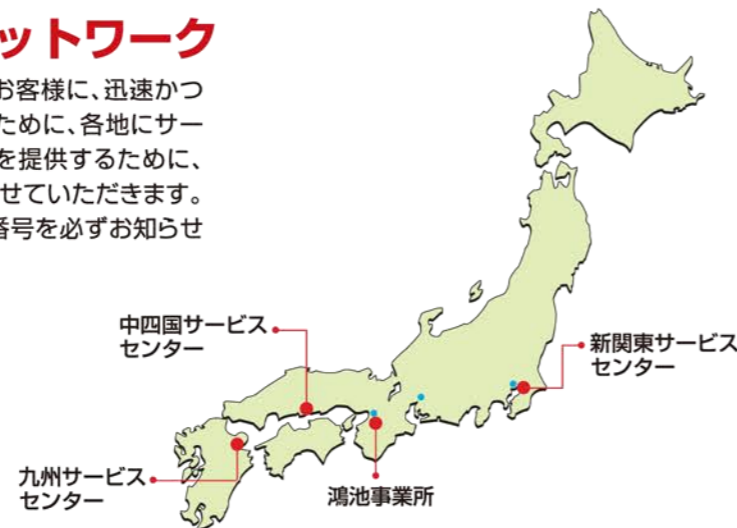 ットワーク
お客様に、迅速かつ
ために、各地にサー
を提供するために、
せていただきます。
番号を必ずお知らせ
中四国サービス
センター
新関東サービス
センター
九州サービス
センター
鴻池事業所